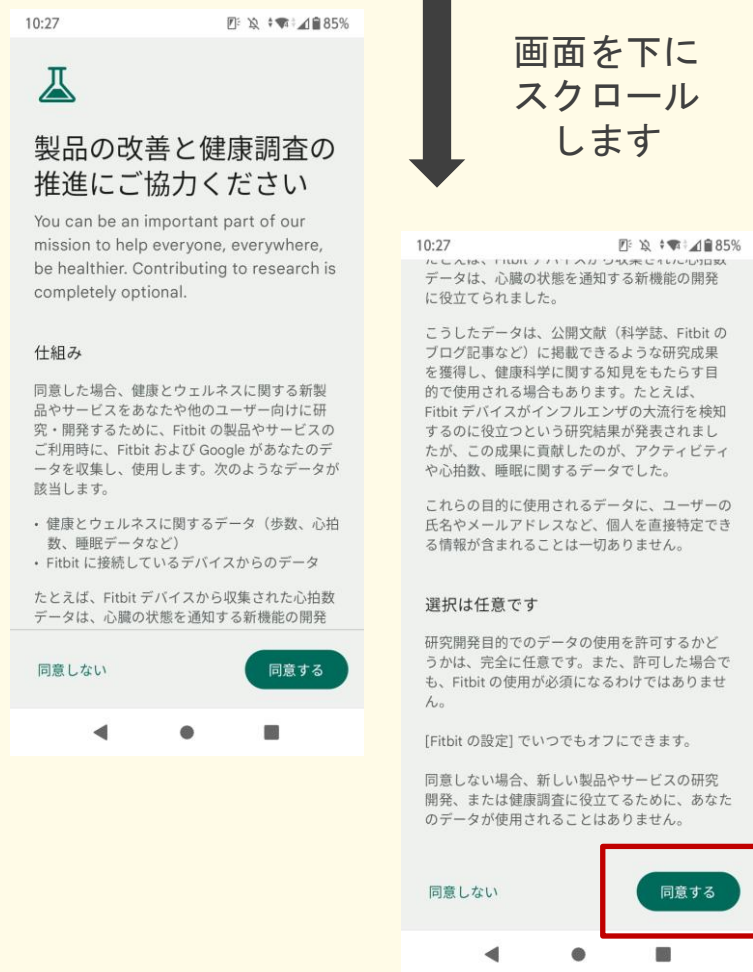 10:27
85%
製品の改善と健康調査の
推進にご協力ください
You can be an important part of our
mission to help everyone, everywhere,
be healthier. Contributing to research is
completely optional.
仕組み
同意した場合、健康とウェルネスに関する新製
品やサービスをあなたや他のユーザー向けに研
究・開発するために、Fitbit の製品やサービスの
ご利用時に、Fitbit および Google があなたのデ
ータを収集し、使用します。次のようなデータが
該当します。
・健康とウェルネスに関するデータ（歩数、心拍
数、睡眠データなど）
・Fitbit に接続しているデバイスからのデータ
たとえば、Fitbit デバイスから収集された心拍数
データは、心臓の状態を通知する新機能の開発
同意しない
同意する
画面を下に
スクロール
します
10:27
85%
たとえば、Fitbit デバイスから収集された心拍数
データは、心臓の状態を通知する新機能の開発
に役立てられました。
こうしたデータは、公開文献（科学誌、Fitbit の
ブログ記事など）に掲載できるような研究成果
を獲得し、健康科学に関する知見をもたらす目
的で使用される場合もあります。たとえば、
Fitbit デバイスがインフルエンザの大流行を検知
するのに役立つという研究結果が発表されまし
たが、この成果に貢献したのが、アクティビティ
や心拍数、睡眠に関するデータでした。
これらの目的に使用されるデータに、ユーザーの
氏名やメールアドレスなど、個人を直接特定でき
る情報が含まれることは一切ありません。
選択は任意です
研究開発目的でのデータの使用を許可するかど
うかは、完全に任意です。また、許可した場合で
も、Fitbit の使用が必須になるわけではありませ
ん。
[Fitbit の設定] でいつでもオフにできます。
同意しない場合、新しい製品やサービスの研究
開発、または健康調査に役立てるために、あなた
のデータが使用されることはありません。
同意しない
同意する